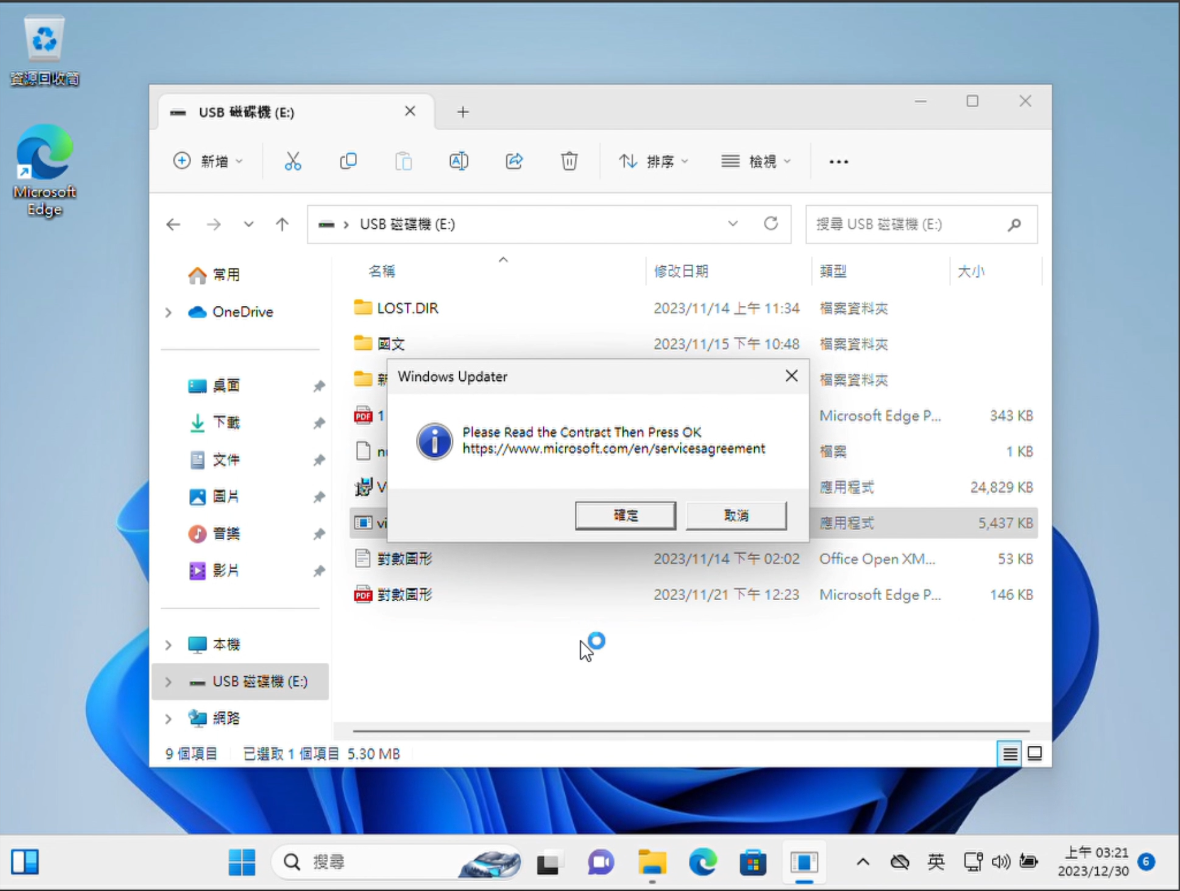 資源回收筒
Microsoft
Edge
USB 磁碟機 (E:)
新增
排序
檢視
USB 磁碟機 (E:)
搜尋 USB 磁碟機 (E:)
常用
OneDrive
桌面
下載
文件
圖片
音樂
影片
本機
USB 磁碟機 (E:)
網路
名稱 修改日期 類型 大小
LOST.DIR 2023/11/14 上午 11:34 檔案資料夾
國文 2023/11/15 下午 10:48 檔案資料夾
檔案資料夾
PDF 1 Microsoft Edge P... 343 KB
檔案 1 KB
V 應用程式 24,829 KB
vi 應用程式 5,437 KB
對數圖形 2023/11/14 下午 02:02 Office Open XM... 53 KB
PDF 對數圖形 2023/11/21 下午 12:23 Microsoft Edge P... 146 KB
Windows Updater
Please Read the Contract Then Press OK
https://www.microsoft.com/en/servicesagreement
確定
取消
9 個項目 已選取 1 個項目 5.30 MB
搜尋
英
上午 03:21
2023/12/30
6